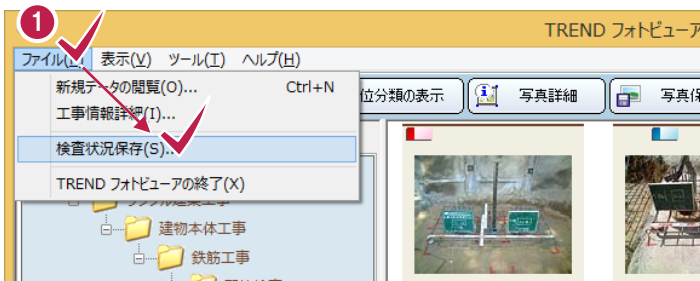 1
TREND フォトビューア
ファイル(F) 表示(V) ツール(T) ヘルプ(H)
新規データの閲覧(O)... Ctrl+N
工事情報詳細(I)...
検査状況保存(S)...
TREND フォトビューアの終了(X)
位分類の表示
写真詳細
写真保
建物本体工事
鉄筋工事